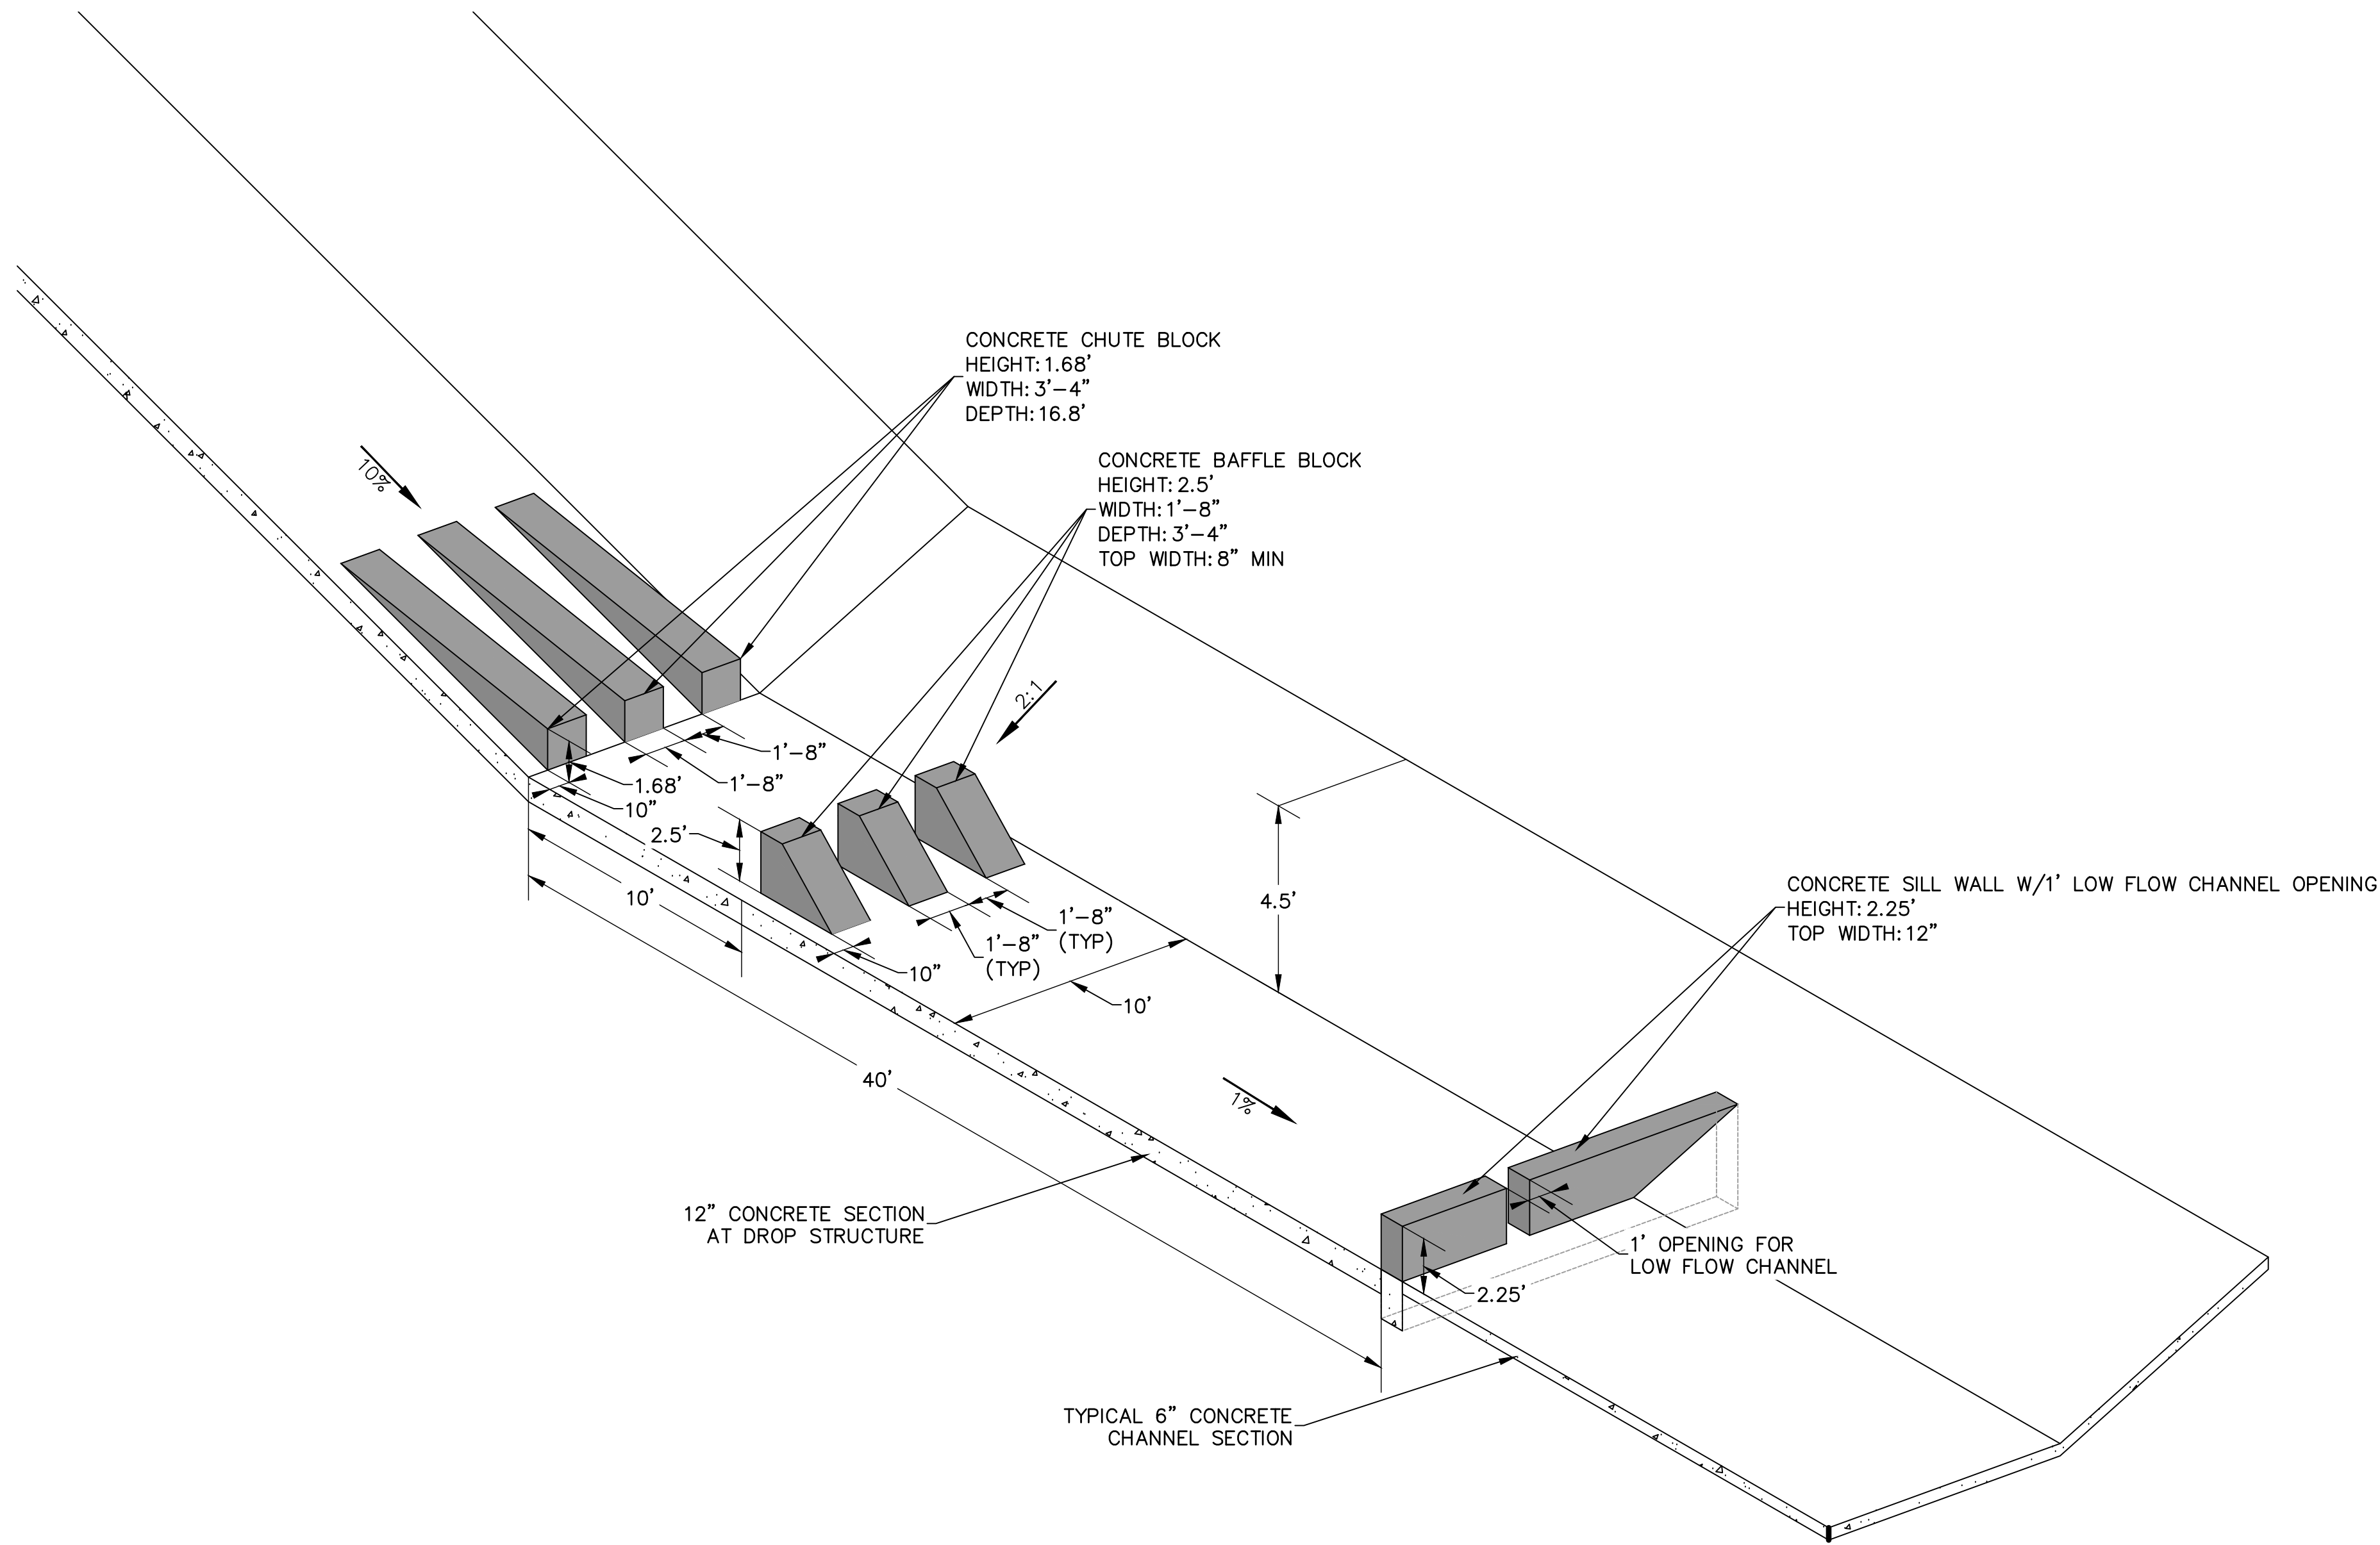 CONCRETE CHUTE BLOCK
HEIGHT: 1.68'
WIDTH: 3'-4"
DEPTH: 16.8'
10%
CONCRETE BAFFLE BLOCK
HEIGHT: 2.5'
WIDTH: 1'-8"
DEPTH: 3'-4"
TOP WIDTH: 8" MIN
2:1
1'-8"
1'-8"
1.68'
10"
2.5'
10'
4.5'
CONCRETE SILL WALL W/1' LOW FLOW CHANNEL OPENING
HEIGHT: 2.25'
TOP WIDTH: 12"
1'-8"
(TYP)
1'-8"
(TYP)
10"
10'
40'
1%
12" CONCRETE SECTION
AT DROP STRUCTURE
1' OPENING FOR
LOW FLOW CHANNEL
2.25'
TYPICAL 6" CONCRETE
CHANNEL SECTION